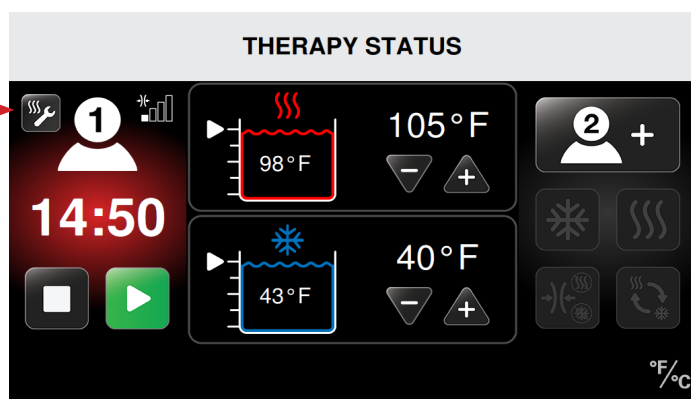 THERAPY STATUS
1
14:50
98°F
105°F
43°F
40°F
2 +
°F/°C